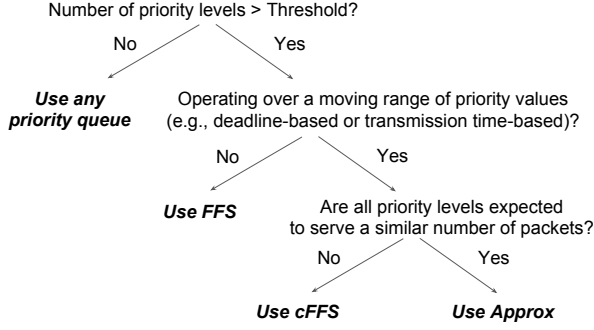 Number of priority levels > Threshold?
No
Yes
Use any
priority queue
Operating over a moving range of priority values
(e.g., deadline-based or transmission time-based)?
No
Yes
Use FFS
Are all priority levels expected
to serve a similar number of packets?
No
Yes
Use cFFS
Use Approx